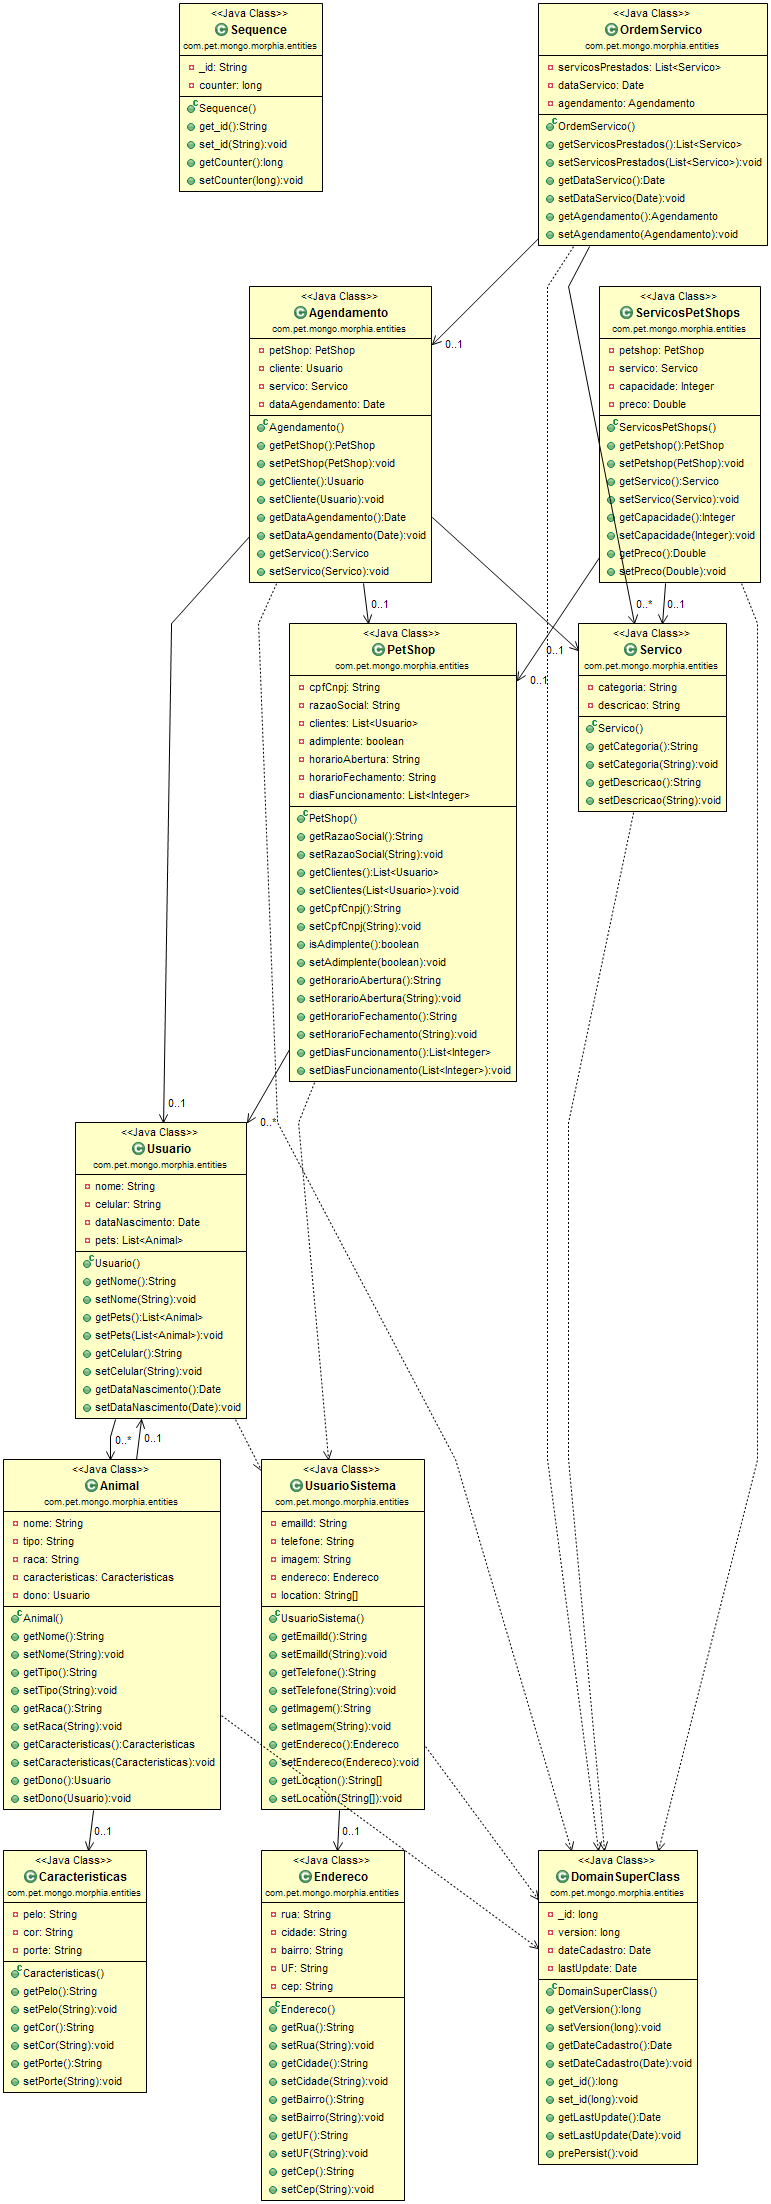 <<Java Class>>
Sequence
com.pet.mongo.morphia.entities
_id: String
counter: long
Sequence()
get_id():String
set_id(String):void
getCounter():long
setCounter(long):void
<<Java Class>>
OrdemServico
com.pet.mongo.morphia.entities
servicosPrestados: List<Servico>
dataServico: Date
agendamento: Agendamento
OrdemServico()
getServicosPrestados():List<Servico>
setServicosPrestados(List<Servico>):void
getDataServico():Date
setDataServico(Date):void
getAgendamento():Agendamento
setAgendamento(Agendamento):void
<<Java Class>>
Agendamento
com.pet.mongo.morphia.entities
petShop: PetShop
cliente: Usuario
servico: Servico
dataAgendamento: Date
Agendamento()
getPetShop():PetShop
setPetShop(PetShop):void
getCliente():Usuario
setCliente(Usuario):void
getDataAgendamento():Date
setDataAgendamento(Date):void
getServico():Servico
setServico(Servico):void
0..1
<<Java Class>>
ServicosPetShops
com.pet.mongo.morphia.entities
petshop: PetShop
servico: Servico
capacidade: Integer
preco: Double
ServicosPetShops()
getPetshop():PetShop
setPetshop(PetShop):void
getServico():Servico
setServico(Servico):void
getCapacidade():Integer
setCapacidade(Integer):void
getPreco():Double
setPreco(Double):void
0..1
0..*
0..1
<<Java Class>>
PetShop
com.pet.mongo.morphia.entities
cpfCnpj: String
razaoSocial: String
clientes: List<Usuario>
adimplente: boolean
horarioAbertura: String
horarioFechamento: String
diasFuncionamento: List<Integer>
PetShop()
getRazaoSocial():String
setRazaoSocial(String):void
getClientes():List<Usuario>
setClientes(List<Usuario>):void
getCpfCnpj():String
setCpfCnpj(String):void
isAdimplente():boolean
setAdimplente(boolean):void
getHorarioAbertura():String
setHorarioAbertura(String):void
getHorarioFechamento():String
setHorarioFechamento(String):void
getDiasFuncionamento():List<Integer>
setDiasFuncionamento(List<Integer>):void
0..1
0..1
<<Java Class>>
Servico
com.pet.mongo.morphia.entities
categoria: String
descricao: String
Servico()
getCategoria():String
setCategoria(String):void
getDescricao():String
setDescricao(String):void
0..1
0..*
<<Java Class>>
Usuario
com.pet.mongo.morphia.entities
nome: String
celular: String
dataNascimento: Date
pets: List<Animal>
Usuario()
getNome():String
setNome(String):void
getPets():List<Animal>
setPets(List<Animal>):void
getCelular():String
setCelular(String):void
getDataNascimento():Date
setDataNascimento(Date):void
0..*
0..1
<<Java Class>>
Animal
com.pet.mongo.morphia.entities
nome: String
tipo: String
raca: String
caracteristicas: Caracteristicas
dono: Usuario
Animal()
getNome():String
setNome(String):void
getTipo():String
setTipo(String):void
getRaca():String
setRaca(String):void
getCaracteristicas():Caracteristicas
setCaracteristicas(Caracteristicas):void
getDono():Usuario
setDono(Usuario):void
<<Java Class>>
UsuarioSistema
com.pet.mongo.morphia.entities
emailId: String
telefone: String
imagem: String
endereco: Endereco
location: String[]
UsuarioSistema()
getEmailId():String
setEmailId(String):void
getTelefone():String
setTelefone(String):void
getImagem():String
setImagem(String):void
getEndereco():Endereco
setEndereco(Endereco):void
getLocation():String[]
setLocation(String[]):void
0..1
0..1
<<Java Class>>
Caracteristicas
com.pet.mongo.morphia.entities
pelo: String
cor: String
porte: String
Caracteristicas()
getPelo():String
setPelo(String):void
getCor():String
setCor(String):void
getPorte():String
setPorte(String):void
<<Java Class>>
Endereco
com.pet.mongo.morphia.entities
rua: String
cidade: String
bairro: String
UF: String
cep: String
Endereco()
getRua():String
setRua(String):void
getCidade():String
setCidade(String):void
getBairro():String
setBairro(String):void
getUF():String
setUF(String):void
getCep():String
setCep(String):void
<<Java Class>>
DomainSuperClass
com.pet.mongo.morphia.entities
_id: long
version: long
dateCadastro: Date
lastUpdate: Date
DomainSuperClass()
getVersion():long
setVersion(long):void
getDateCadastro():Date
setDateCadastro(Date):void
get_id():long
set_id(long):void
getLastUpdate():Date
setLastUpdate(Date):void
prePersist():void